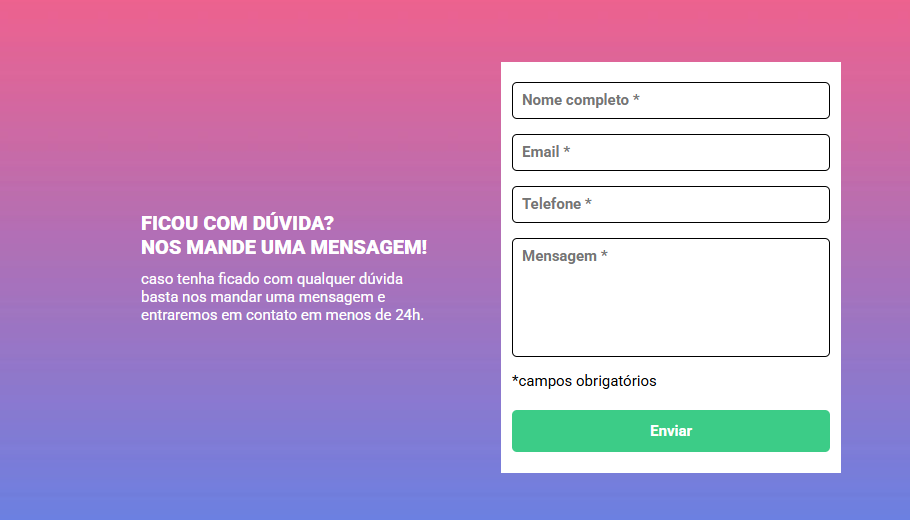 FICOU COM DÚVIDA?
NOS MANDE UMA MENSAGEM!
caso tenha ficado com qualquer dúvida
basta nos mandar uma mensagem e
entraremos em contato em menos de 24h.
Nome completo *
Email *
Telefone *
Mensagem *
*campos obrigatórios
Enviar